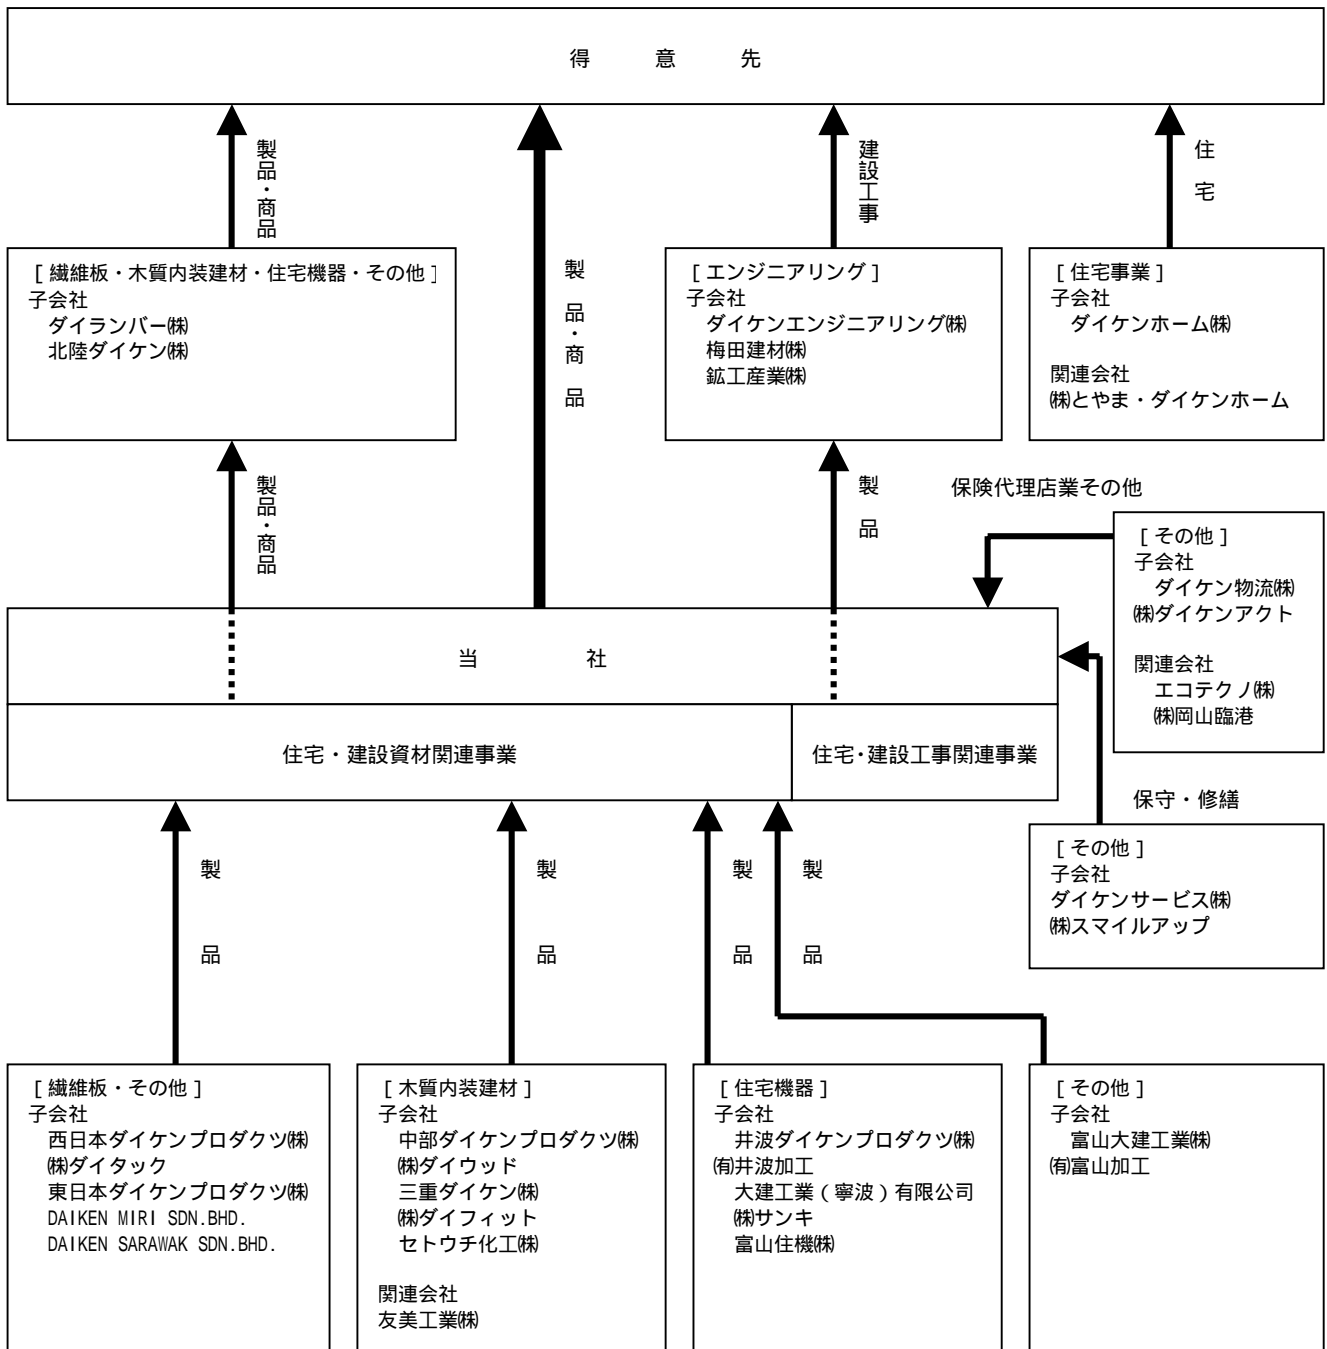 得意先
製品・商品
製品・商品
建設工事
住宅
[繊維板・木質内装建材・住宅機器・その他]
子会社
ダイランバー㈱
北陸ダイケン㈱
[エンジニアリング]
子会社
ダイケンエンジニアリング㈱
梅田建材㈱
鉱工産業㈱
[住宅事業]
子会社
ダイケンホーム㈱
関連会社
㈱とやま・ダイケンホーム
製品・商品
製品
保険代理店業その他
[その他]
子会社
ダイケン物流㈱
㈱ダイケンアクト
関連会社
エコテクノ㈱
㈱岡山臨港
当社
住宅・建設資材関連事業
住宅・建設工事関連事業
保守・修繕
[その他]
子会社
ダイケンサービス㈱
㈱スマイルアップ
製品
製品
製品
製品
[繊維板・その他]
子会社
西日本ダイケンプロダクツ㈱
㈱ダイタック
東日本ダイケンプロダクツ㈱
DAIKEN MIRI SDN.BHD.
DAIKEN SARAWAK SDN.BHD.
[木質内装建材]
子会社
中部ダイケンプロダクツ㈱
㈱ダイウッド
三重ダイケン㈱
㈱ダイフィット
セトウチ化工㈱
関連会社
友美工業㈱
[住宅機器]
子会社
井波ダイケンプロダクツ㈱
㈲井波加工
大建工業(寧波)有限公司
㈱サンキ
富山住機㈱
[その他]
子会社
富山大建工業㈱
㈲富山加工